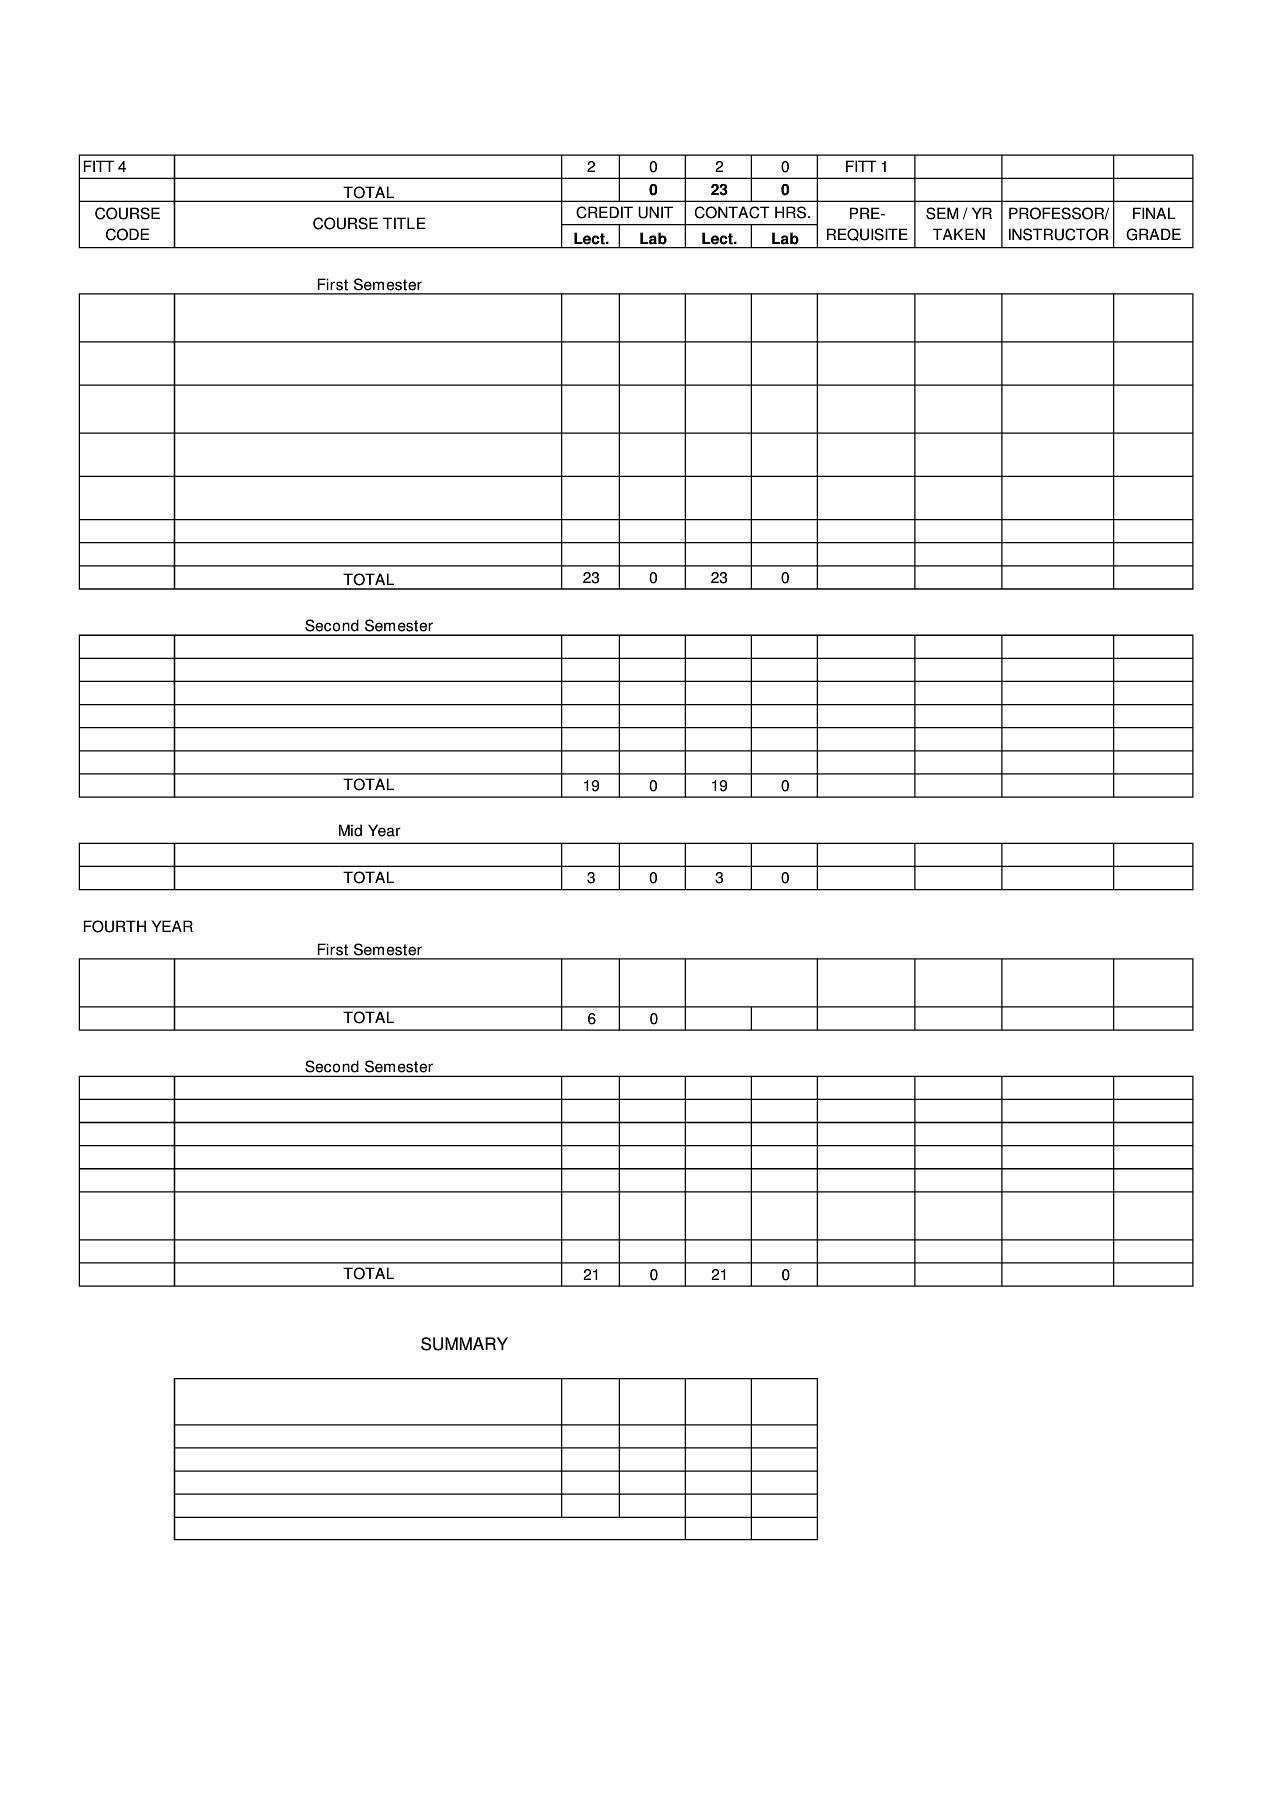 FITT 4 2 0 2 0 FITT 1
TOTAL 0 23 0
COURSE CODE COURSE TITLE CREDIT UNIT CONTACT HRS. PRE-REQUISITE SEM / YR TAKEN PROFESSOR/ INSTRUCTOR FINAL GRADE
Lect. Lab Lect. Lab
First Semester
TOTAL 23 0 23 0
Second Semester
TOTAL 19 0 19 0
Mid Year
TOTAL 3 0 3 0
FOURTH YEAR
First Semester
TOTAL 6 0
Second Semester
TOTAL 21 0 21 0
SUMMARY